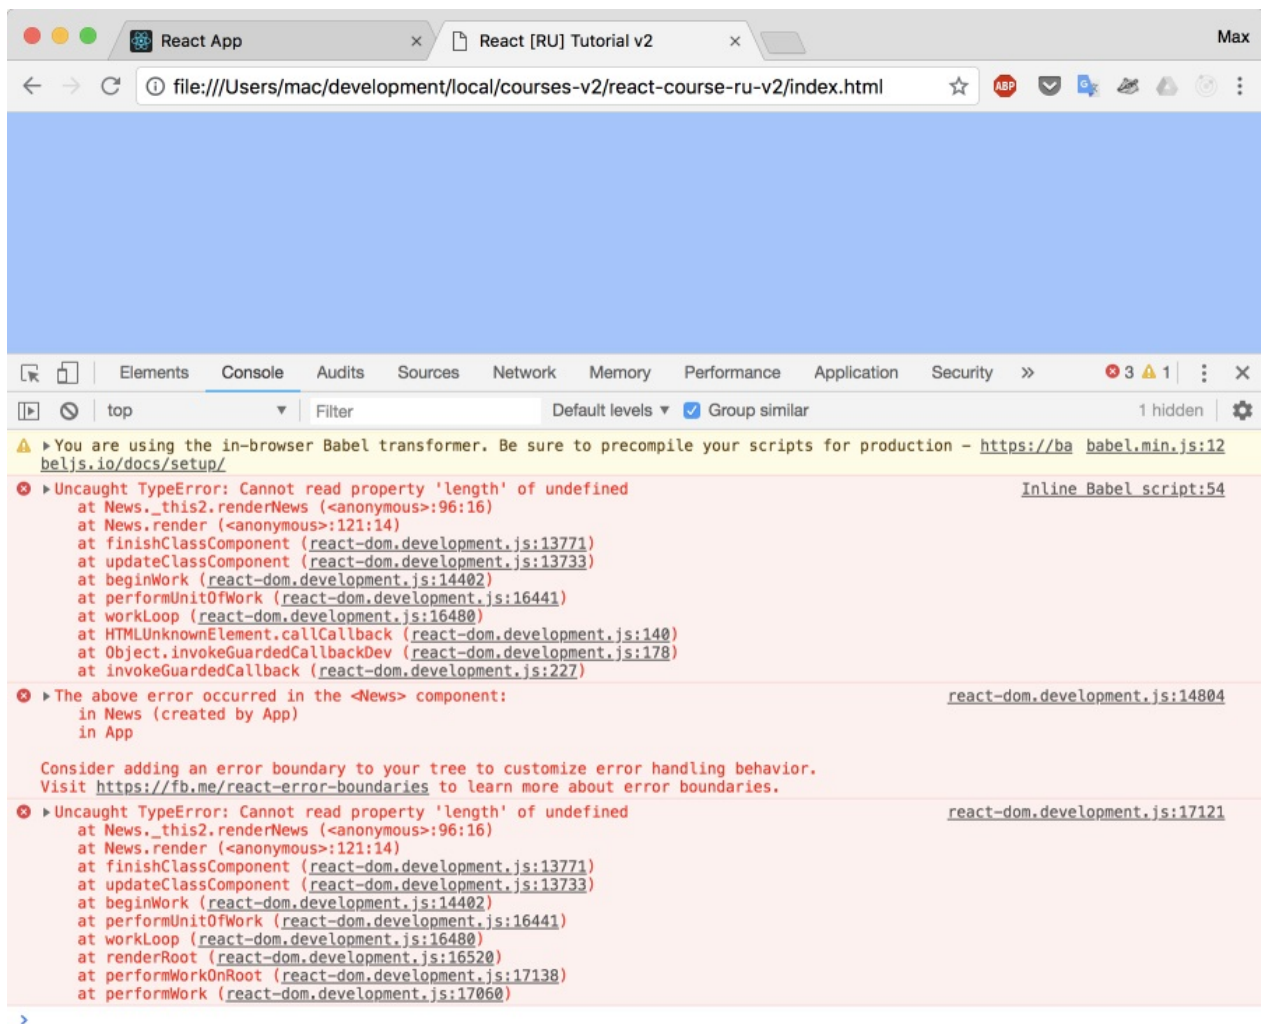 React App × React [RU] Tutorial v2 × Max
file:///Users/mac/development/local/courses-v2/react-course-ru-v2/index.html ABP
Elements Console Audits Sources Network Memory Performance Application Security » 3 1
top Filter Default levels ▼ Group similar 1 hidden
You are using the in-browser Babel transformer. Be sure to precompile your scripts for production – https://ba babel.min.js:12
beljs.io/docs/setup/
Uncaught TypeError: Cannot read property 'length' of undefined Inline Babel script:54
at News._this2.renderNews (<anonymous>:96:16)
at News.render (<anonymous>:121:14)
at finishClassComponent (react-dom.development.js:13771)
at updateClassComponent (react-dom.development.js:13733)
at beginWork (react-dom.development.js:14402)
at performUnitOfWork (react-dom.development.js:16441)
at workLoop (react-dom.development.js:16480)
at HTMLUnknownElement.callCallback (react-dom.development.js:140)
at Object.invokeGuardedCallbackDev (react-dom.development.js:178)
at invokeGuardedCallback (react-dom.development.js:227)
The above error occurred in the <News> component: react-dom.development.js:14804
in News (created by App)
in App
Consider adding an error boundary to your tree to customize error handling behavior.
Visit https://fb.me/react-error-boundaries to learn more about error boundaries.
Uncaught TypeError: Cannot read property 'length' of undefined react-dom.development.js:17121
at News._this2.renderNews (<anonymous>:96:16)
at News.render (<anonymous>:121:14)
at finishClassComponent (react-dom.development.js:13771)
at updateClassComponent (react-dom.development.js:13733)
at beginWork (react-dom.development.js:14402)
at performUnitOfWork (react-dom.development.js:16441)
at workLoop (react-dom.development.js:16480)
at renderRoot (react-dom.development.js:16520)
at performWorkOnRoot (react-dom.development.js:17138)
at performWork (react-dom.development.js:17060)